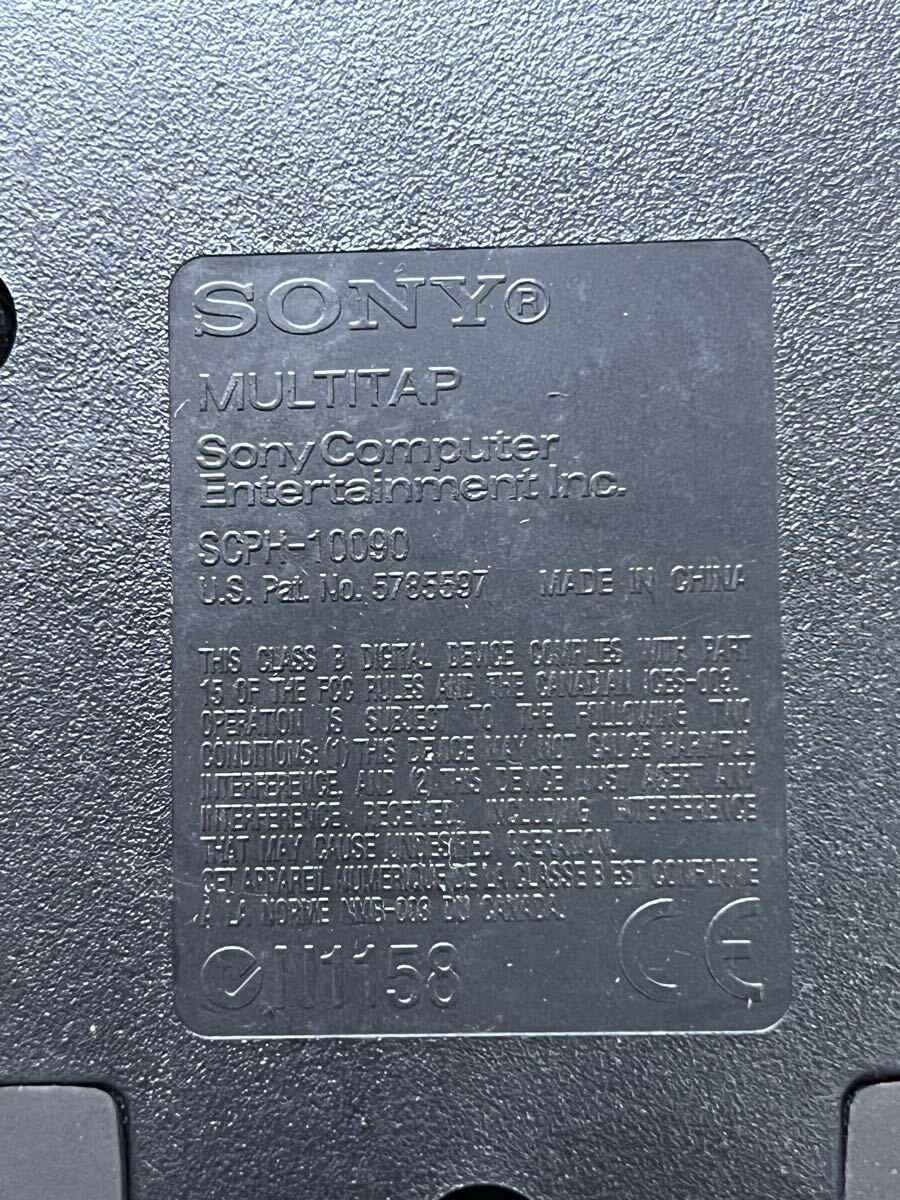 SONY®
MULTITAP
Sony Computer
Entertainment Inc.
SCPH-10090
U.S. Pat. No. 5785597 MADE IN CHINA
THIS CLASS B DIGITAL DEVICE COMPLIES WITH PART
15 OF THE FCC RULES AND THE CANADIAN ICES-003.
OPERATION IS SUBJECT TO THE FOLLOWING TWO
CONDITIONS: (1) THIS DEVICE MAY NOT CAUSE HARMFUL
INTERFERENCE, AND (2) THIS DEVICE MUST ACCEPT ANY
INTERFERENCE RECEIVED, INCLUDING INTERFERENCE
THAT MAY CAUSE UNDESIRED OPERATION.
CET APPAREIL NUMERIQUE DE LA CLASSE B EST CONFORME
À LA NORME NMB-003 DU CANADA.
N1158 CE